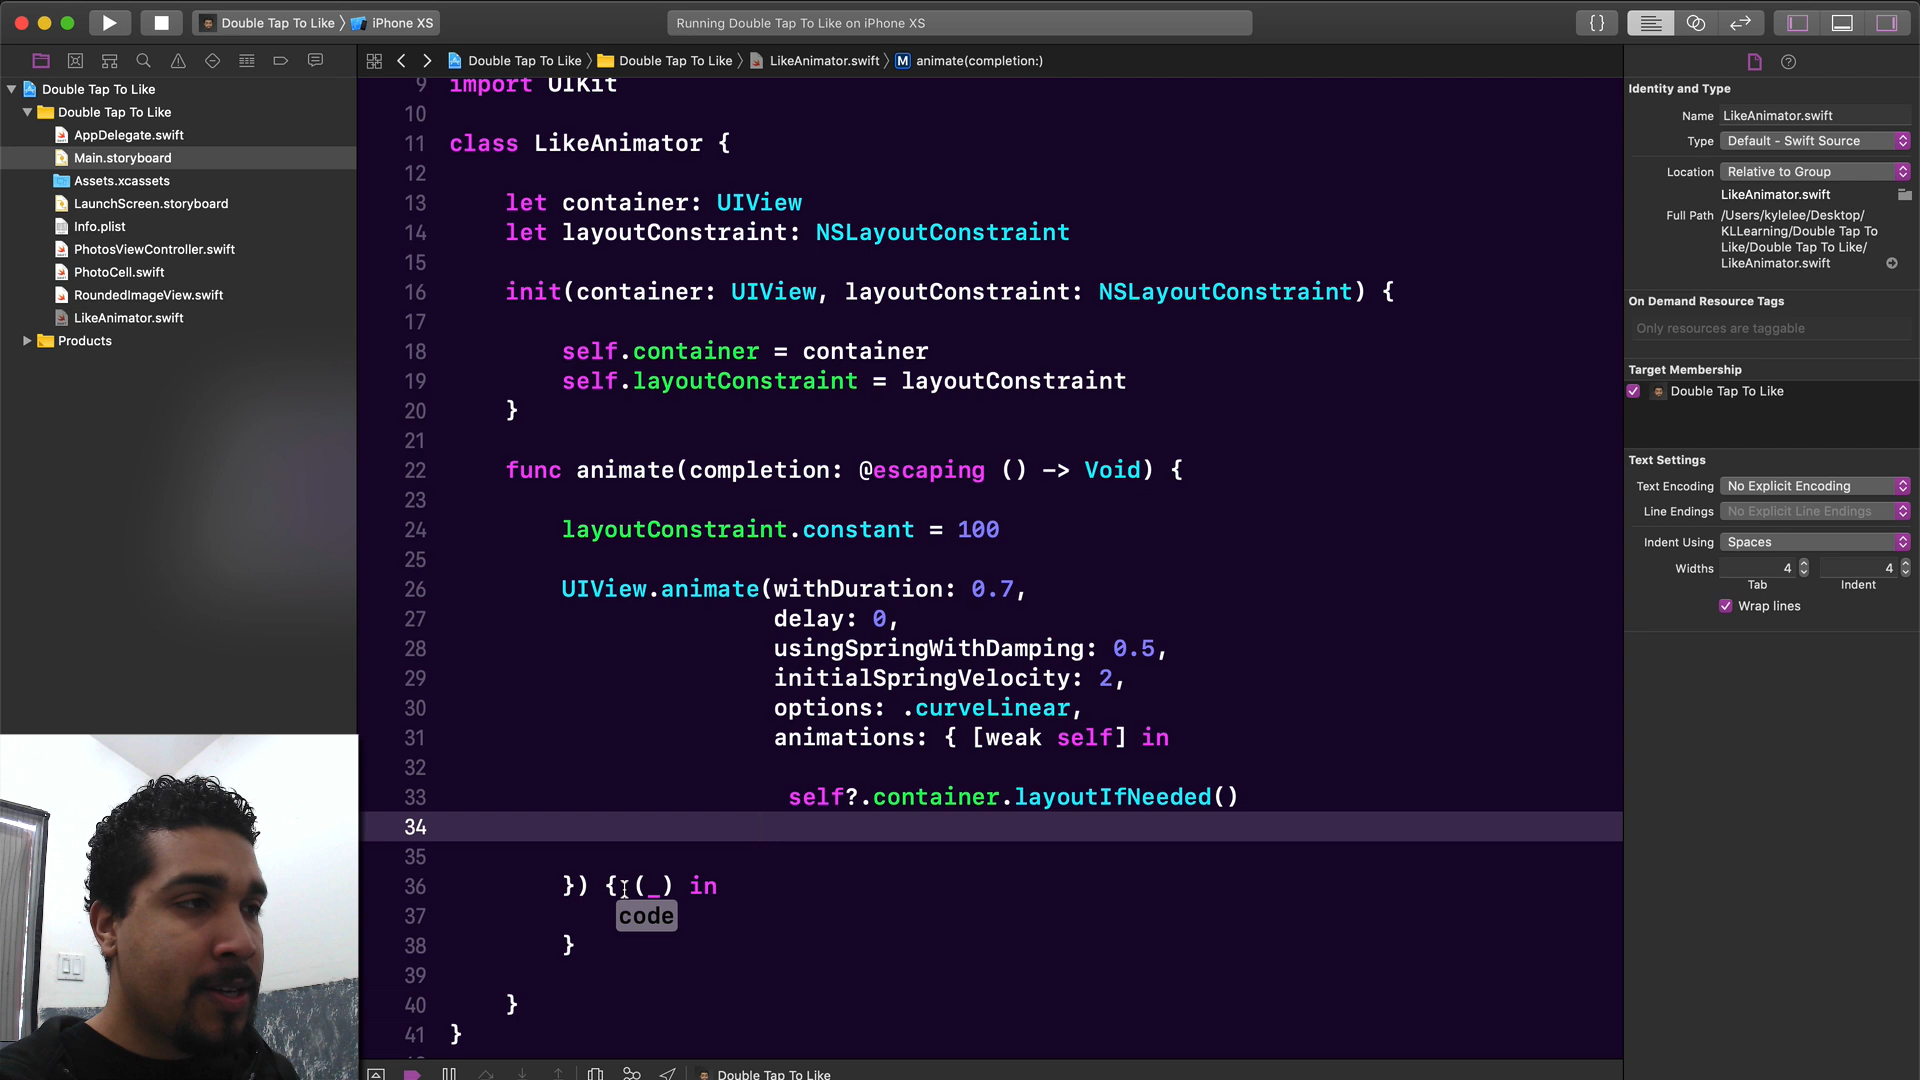 Double Tap To Like
iPhone XS
Running Double Tap To Like on iPhone XS
{}
Double Tap To Like
Double Tap To Like
LikeAnimator.swift
M
animate(completion:)
Double Tap To Like
Double Tap To Like
AppDelegate.swift
Main.storyboard
Assets.xcassets
LaunchScreen.storyboard
Info.plist
PhotosViewController.swift
PhotoCell.swift
RoundedImageView.swift
LikeAnimator.swift
Products
9 import UIKit
10
11 class LikeAnimator {
12
13 let container: UIView
14 let layoutConstraint: NSLayoutConstraint
15
16 init(container: UIView, layoutConstraint: NSLayoutConstraint) {
17
18 self.container = container
19 self.layoutConstraint = layoutConstraint
20 }
21
22 func animate(completion: @escaping () -> Void) {
23
24 layoutConstraint.constant = 100
25
26 UIView.animate(withDuration: 0.7,
27 delay: 0,
28 usingSpringWithDamping: 0.5,
29 initialSpringVelocity: 2,
30 options: .curveLinear,
31 animations: { [weak self] in
32
33 self?.container.layoutIfNeeded()
34
35
36 }) { (_) in
37 code
38 }
39
40 }
41 }
Double Tap To Like
Identity and Type
Name LikeAnimator.swift
Type Default - Swift Source
Location Relative to Group
LikeAnimator.swift
Full Path /Users/kylelee/Desktop/
KLLearning/Double Tap To
Like/Double Tap To Like/
LikeAnimator.swift
On Demand Resource Tags
Only resources are taggable
Target Membership
Double Tap To Like
Text Settings
Text Encoding No Explicit Encoding
Line Endings No Explicit Line Endings
Indent Using Spaces
Widths 4 4
Tab Indent
Wrap lines